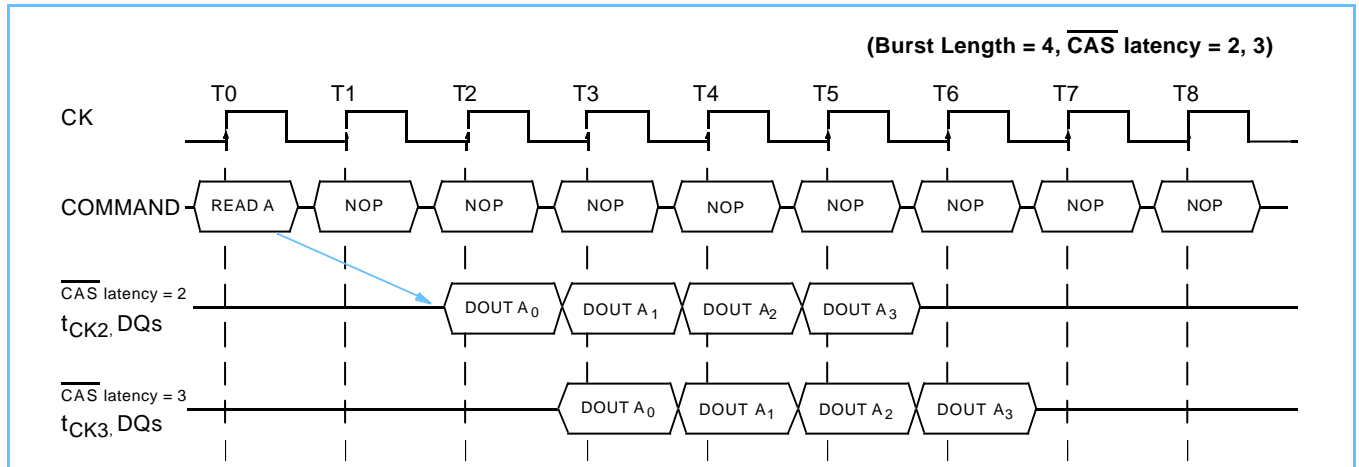 (Burst Length = 4, CAS latency = 2, 3)
T0 T1 T2 T3 T4 T5 T6 T7 T8
CK
COMMAND READ A NOP NOP NOP NOP NOP NOP NOP NOP
CAS latency = 2
tCK2, DQs DOUT A0 DOUT A1 DOUT A2 DOUT A3
CAS latency = 3
tCK3, DQs DOUT A0 DOUT A1 DOUT A2 DOUT A3